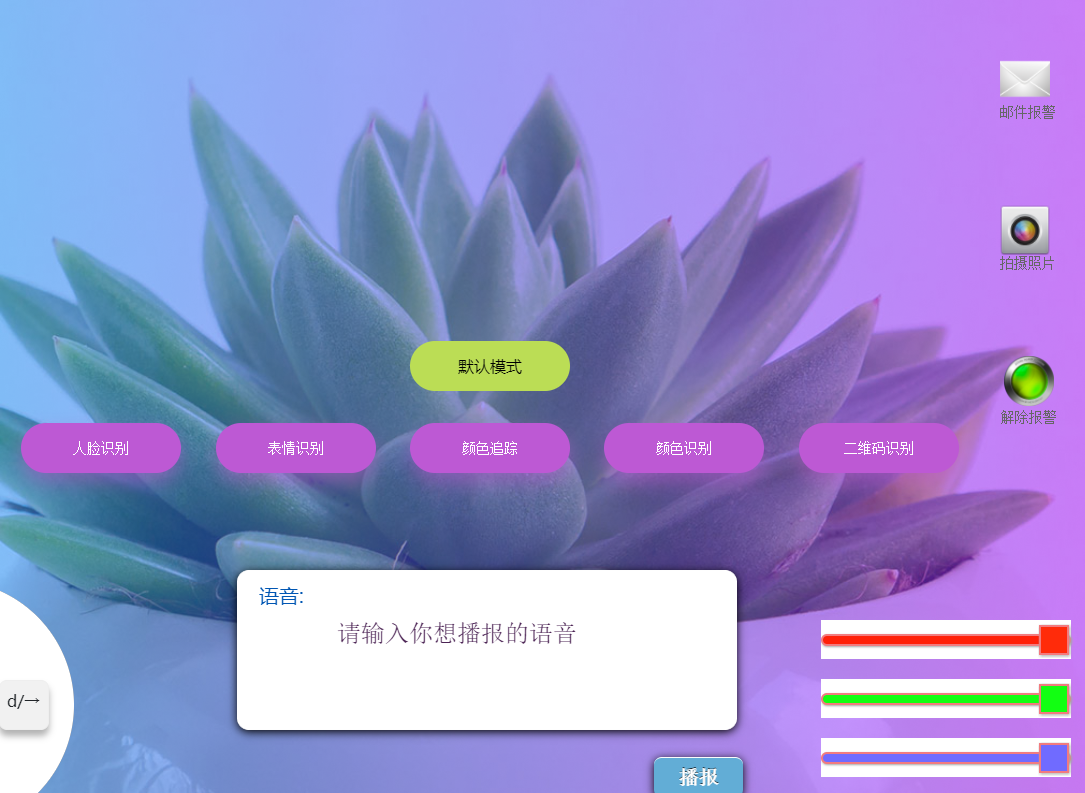 邮件报警
拍摄照片
默认模式
解除报警
人脸识别
表情识别
颜色追踪
颜色识别
二维码识别
语音:
请输入你想播报的语音
d/→
播报